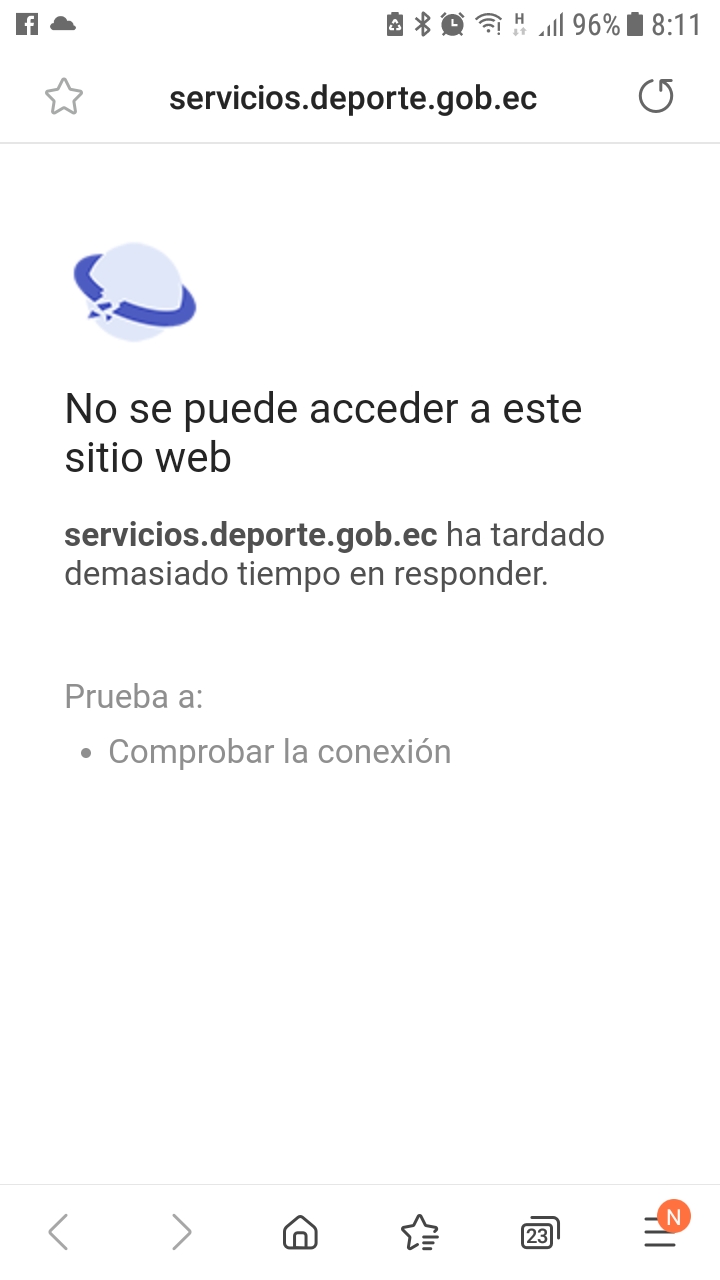 H 96% 8:11
servicios.deporte.gob.ec
No se puede acceder a este
sitio web
servicios.deporte.gob.ec ha tardado
demasiado tiempo en responder.
Prueba a:
• Comprobar la conexión
23 N